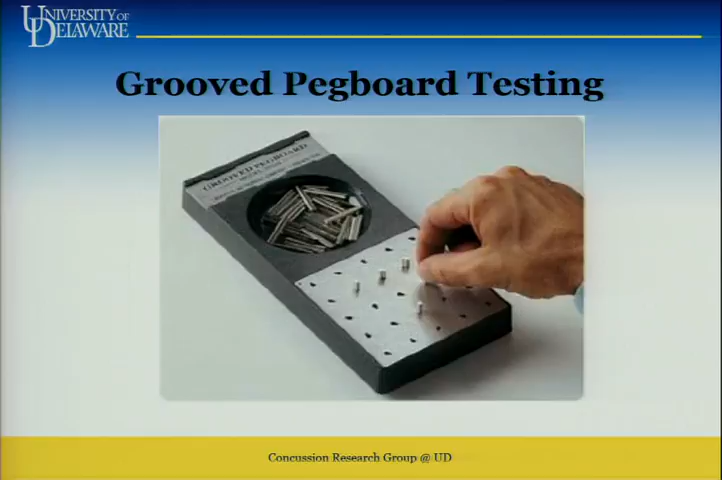 UNIVERSITY OF
DELAWARE
Grooved Pegboard Testing
GROOVED PEGBOARD
Concussion Research Group @ UD